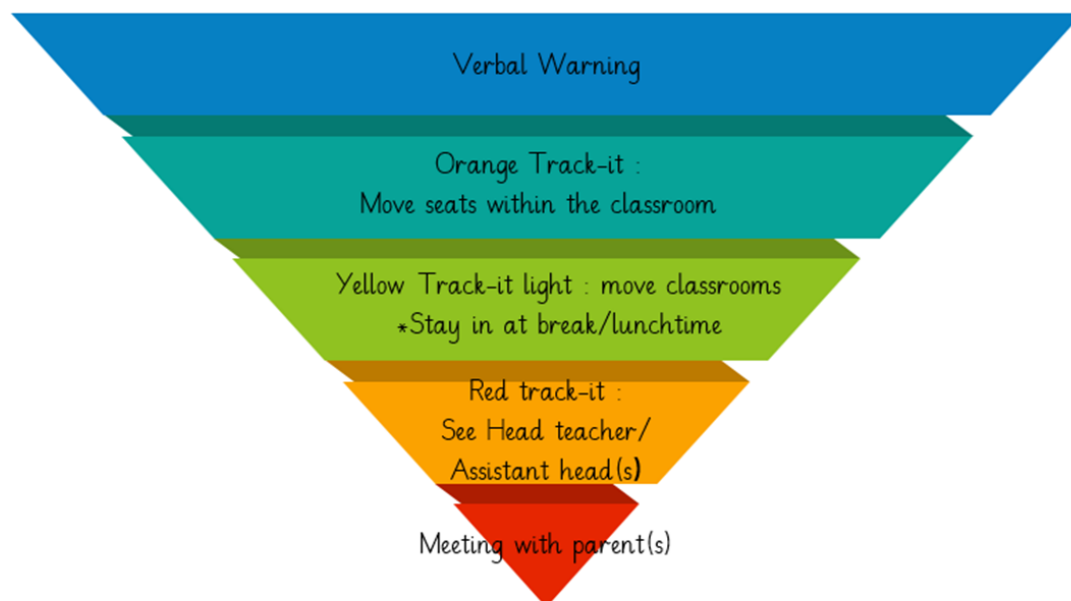 Verbal Warning
Orange Track-it :
Move seats within the classroom
Yellow Track-it light : move classrooms
*Stay in at break/lunchtime
Red track-it :
See Head teacher/
Assistant head(s)
Meeting with parent(s)